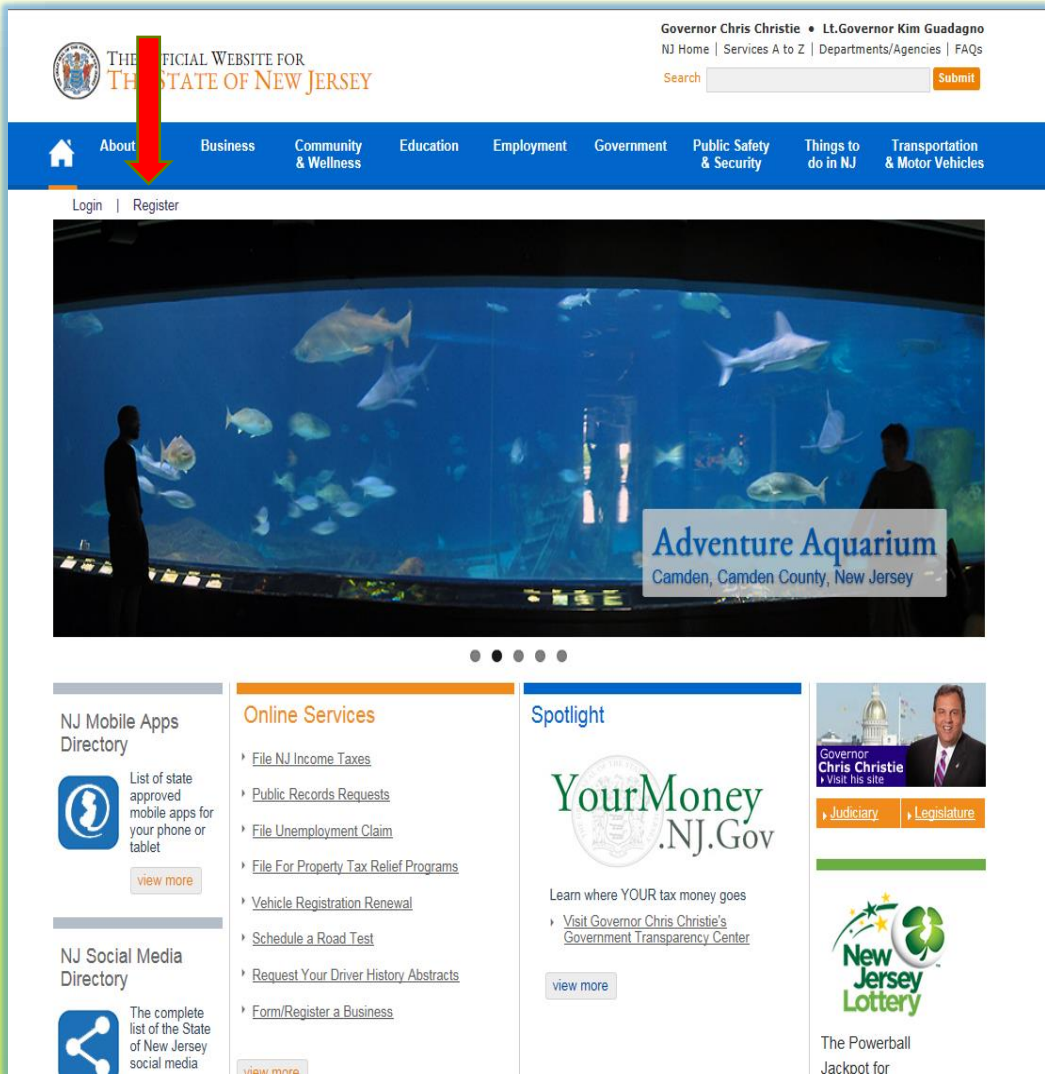 Governor Chris Christie • Lt.Governor Kim Guadagno
NJ Home | Services A to Z | Departments/Agencies | FAQs
Search
Submit
THE OFFICIAL WEBSITE FOR
THE STATE OF NEW JERSEY
About
Business
Community
& Wellness
Education
Employment
Government
Public Safety
& Security
Things to
do in NJ
Transportation
& Motor Vehicles
Login | Register
Adventure Aquarium
Camden, Camden County, New Jersey
NJ Mobile Apps
Directory
List of state
approved
mobile apps for
your phone or
tablet
view more
NJ Social Media
Directory
The complete
list of the State
of New Jersey
social media
Online Services
File NJ Income Taxes
Public Records Requests
File Unemployment Claim
File For Property Tax Relief Programs
Vehicle Registration Renewal
Schedule a Road Test
Request Your Driver History Abstracts
Form/Register a Business
view more
Spotlight
YourMoney
.NJ.Gov
Learn where YOUR tax money goes
Visit Governor Chris Christie's
Government Transparency Center
view more
Governor
Chris Christie
Visit his site
Judiciary
Legislature
New
Jersey
Lottery
The Powerball
Jackpot for